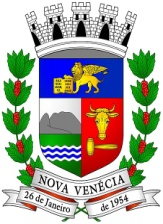 NOVA VENÉCIA
26 de Janeiro de 1954